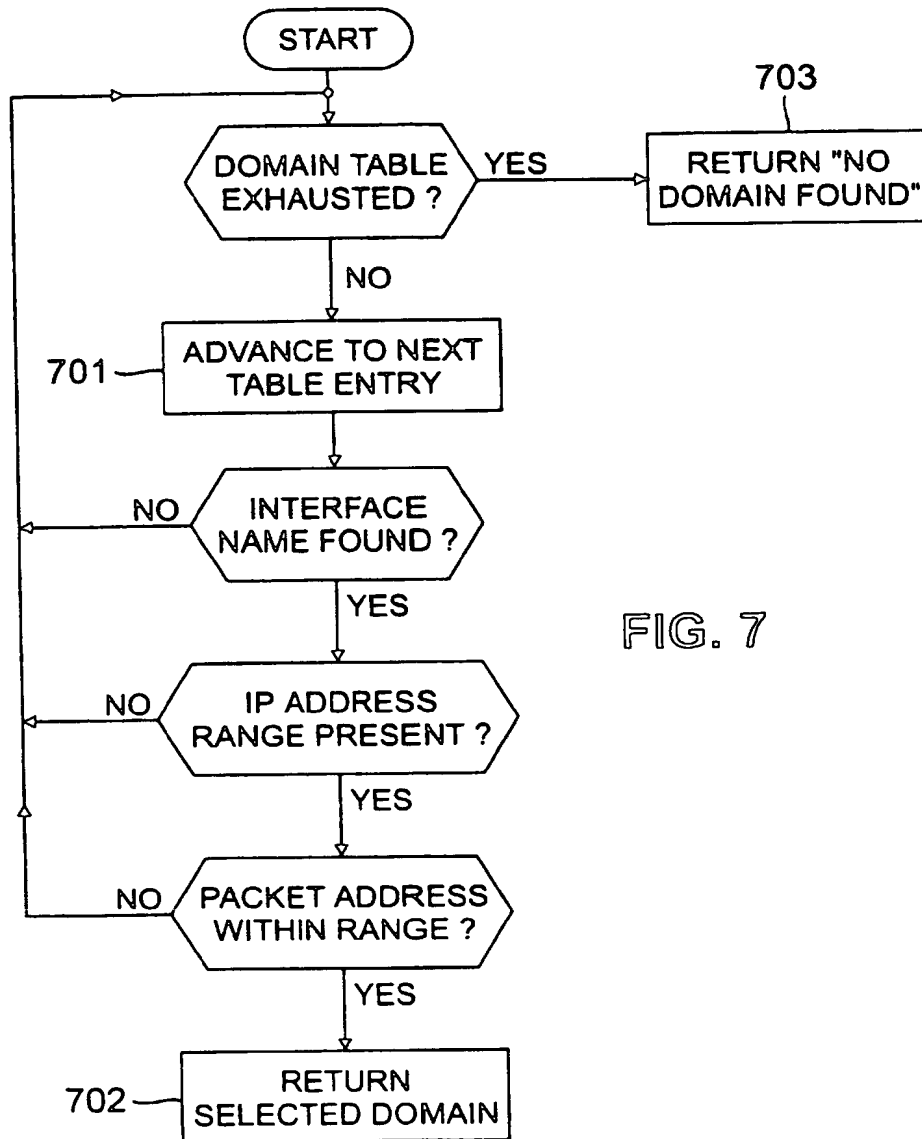 START
703
DOMAIN TABLE
EXHAUSTED ?
YES
RETURN "NO
DOMAIN FOUND"
NO
701
ADVANCE TO NEXT
TABLE ENTRY
NO
INTERFACE
NAME FOUND ?
YES
FIG. 7
NO
IP ADDRESS
RANGE PRESENT ?
YES
NO
PACKET ADDRESS
WITHIN RANGE ?
YES
702
RETURN
SELECTED DOMAIN